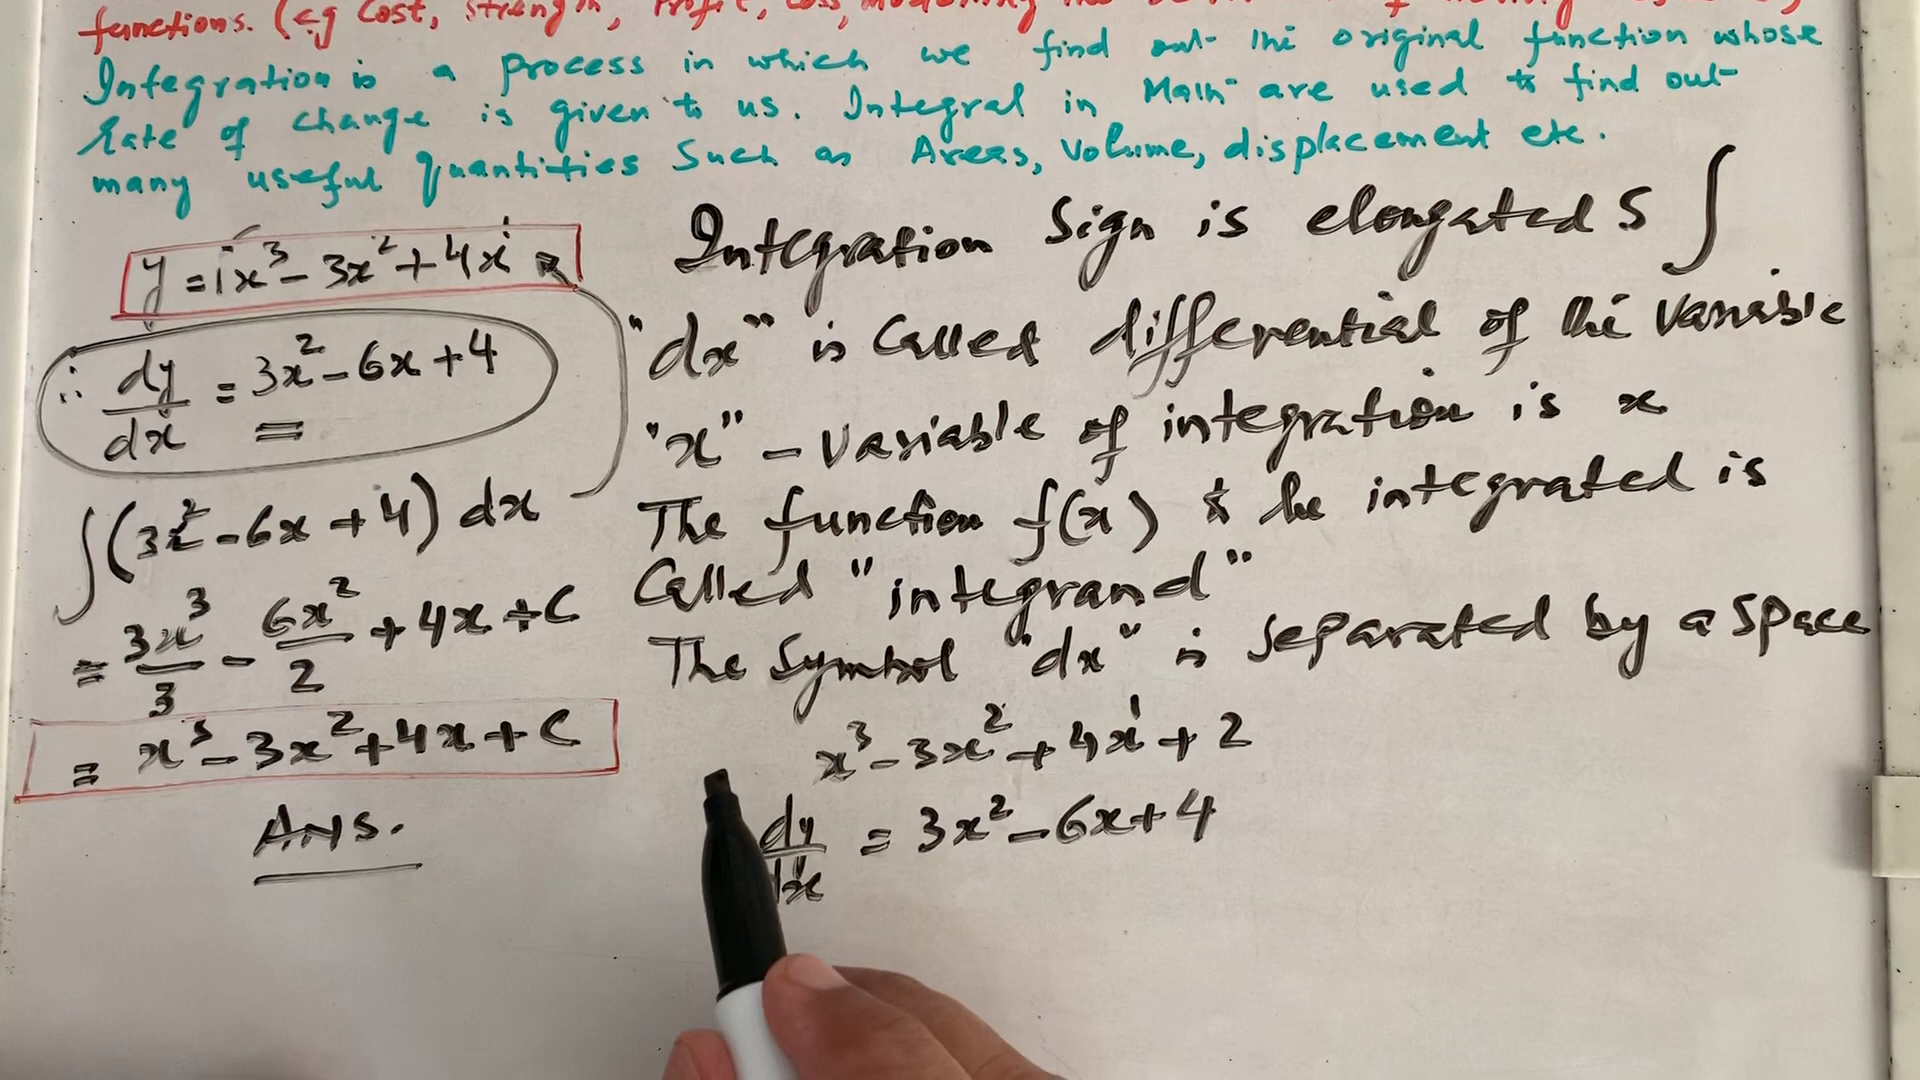 functions. (eg Cost, Strength, Profit, Loss, Modelling the
Integration is a process in which we find out the original function whose
rate of change is given to us. Integral in Math are used to find out
many useful quantities such as Areas, Volume, displacement etc.
y = 1x³ - 3x² + 4x¹
∴ dy/dx = 3x² - 6x + 4
∫(3x² - 6x + 4) dx
= 3x³/3 - 6x²/2 + 4x + C
= x³ - 3x² + 4x + C
Ans.
Integration Sign is elongated S ∫
"dx" is Called differential of the variable
"x" - variable of integration is x
The function f(x) to be integrated is
Called "integrand"
The Symbol "dx" is separated by a space
x³ - 3x² + 4x¹ + 2
dy/dx = 3x² - 6x + 4